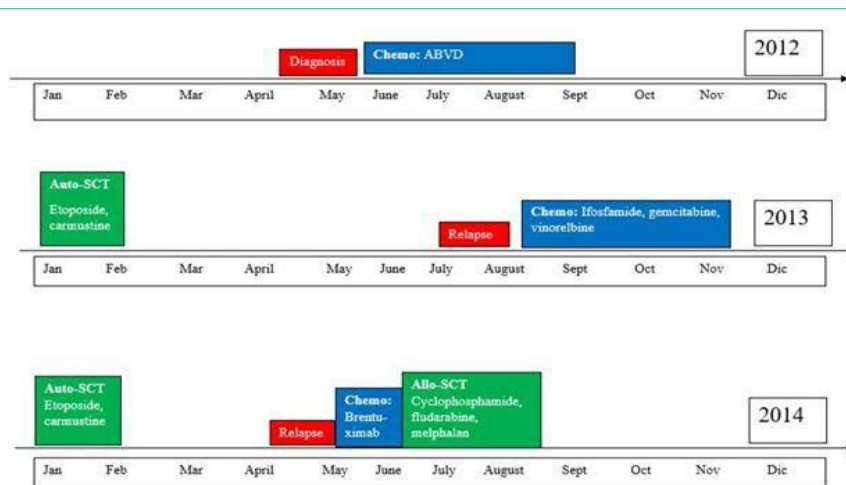 Diagnosis
Chemo: ABVD
2012
Jan Feb Mar April May June July August Sept Oct Nov Dic
Auto-SCT
Etoposide,
carmustine
Relapse
Chemo: Ifosfamide, gemcitabine,
vinorelbine
2013
Jan Feb Mar April May June July August Sept Oct Nov Dic
Auto-SCT
Etoposide,
carmustine
Relapse
Chemo:
Brentu-
ximab
Allo-SCT
Cyclophosphamide,
fludarabine,
melphalan
2014
Jan Feb Mar April May June July August Sept Oct Nov Dic